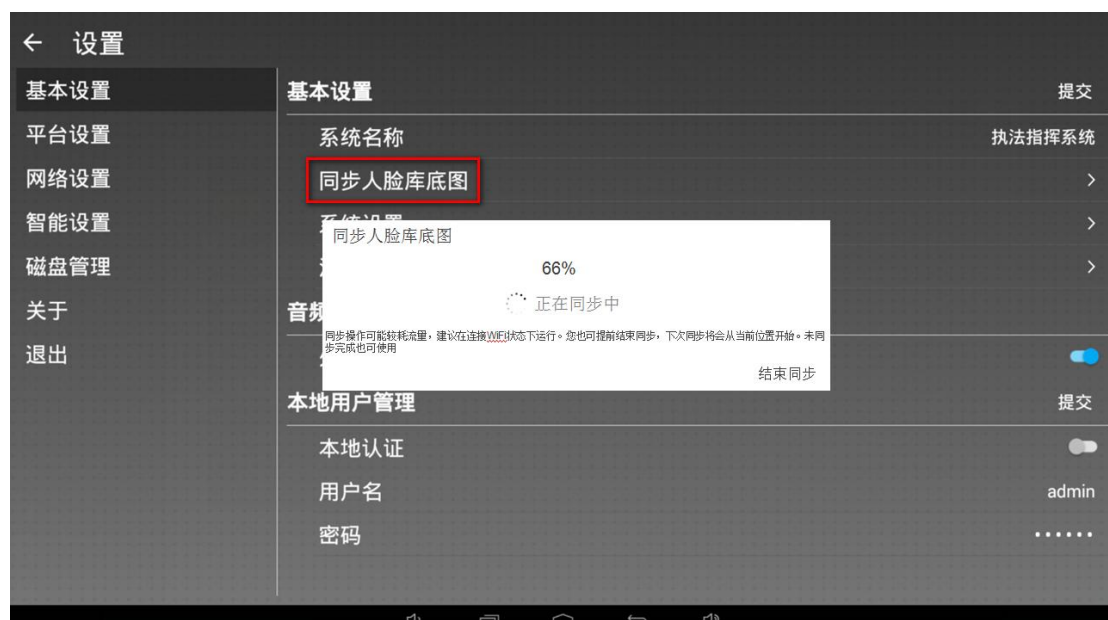 设置
基本设置
平台设置
网络设置
智能设置
磁盘管理
关于
退出
基本设置 提交
系统名称 执法指挥系统
同步人脸库底图
同步人脸库底图
66%
正在同步中
同步操作可能较耗流量，建议在连接WiFi状态下运行。您也可提前结束同步，下次同步将会从当前位置开始。未同
步完成也可使用
结束同步
音频
本地用户管理 提交
本地认证
用户名 admin
密码 ······